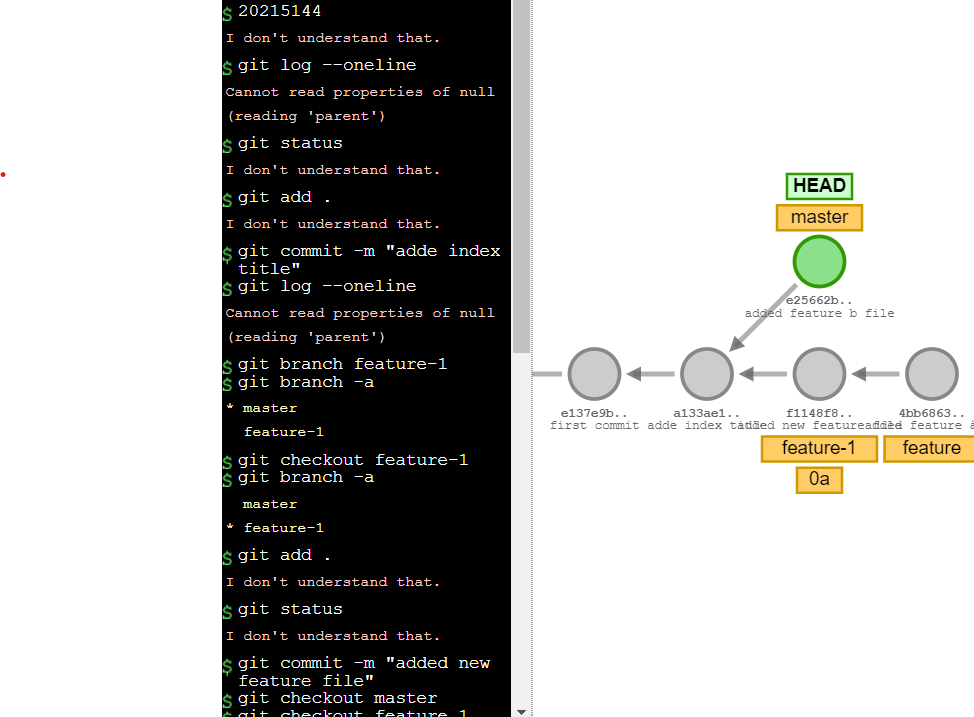 $ 20215144
I don't understand that.
$ git log --oneline
Cannot read properties of null
(reading 'parent')
$ git status
I don't understand that.
$ git add .
I don't understand that.
$ git commit -m "adde index
title"
$ git log --oneline
Cannot read properties of null
(reading 'parent')
$ git branch feature-1
$ git branch -a
* master
feature-1
$ git checkout feature-1
$ git branch -a
master
* feature-1
$ git add .
I don't understand that.
$ git status
I don't understand that.
$ git commit -m "added new
feature file"
$ git checkout master
$ git checkout feature-1
HEAD
master
e25662b..
added feature b file
e137e9b..
first commit
a133ae1..
adde index title
f1148f8..
added new feature file
4bb6863..
added feature a
feature-1
feature
0a